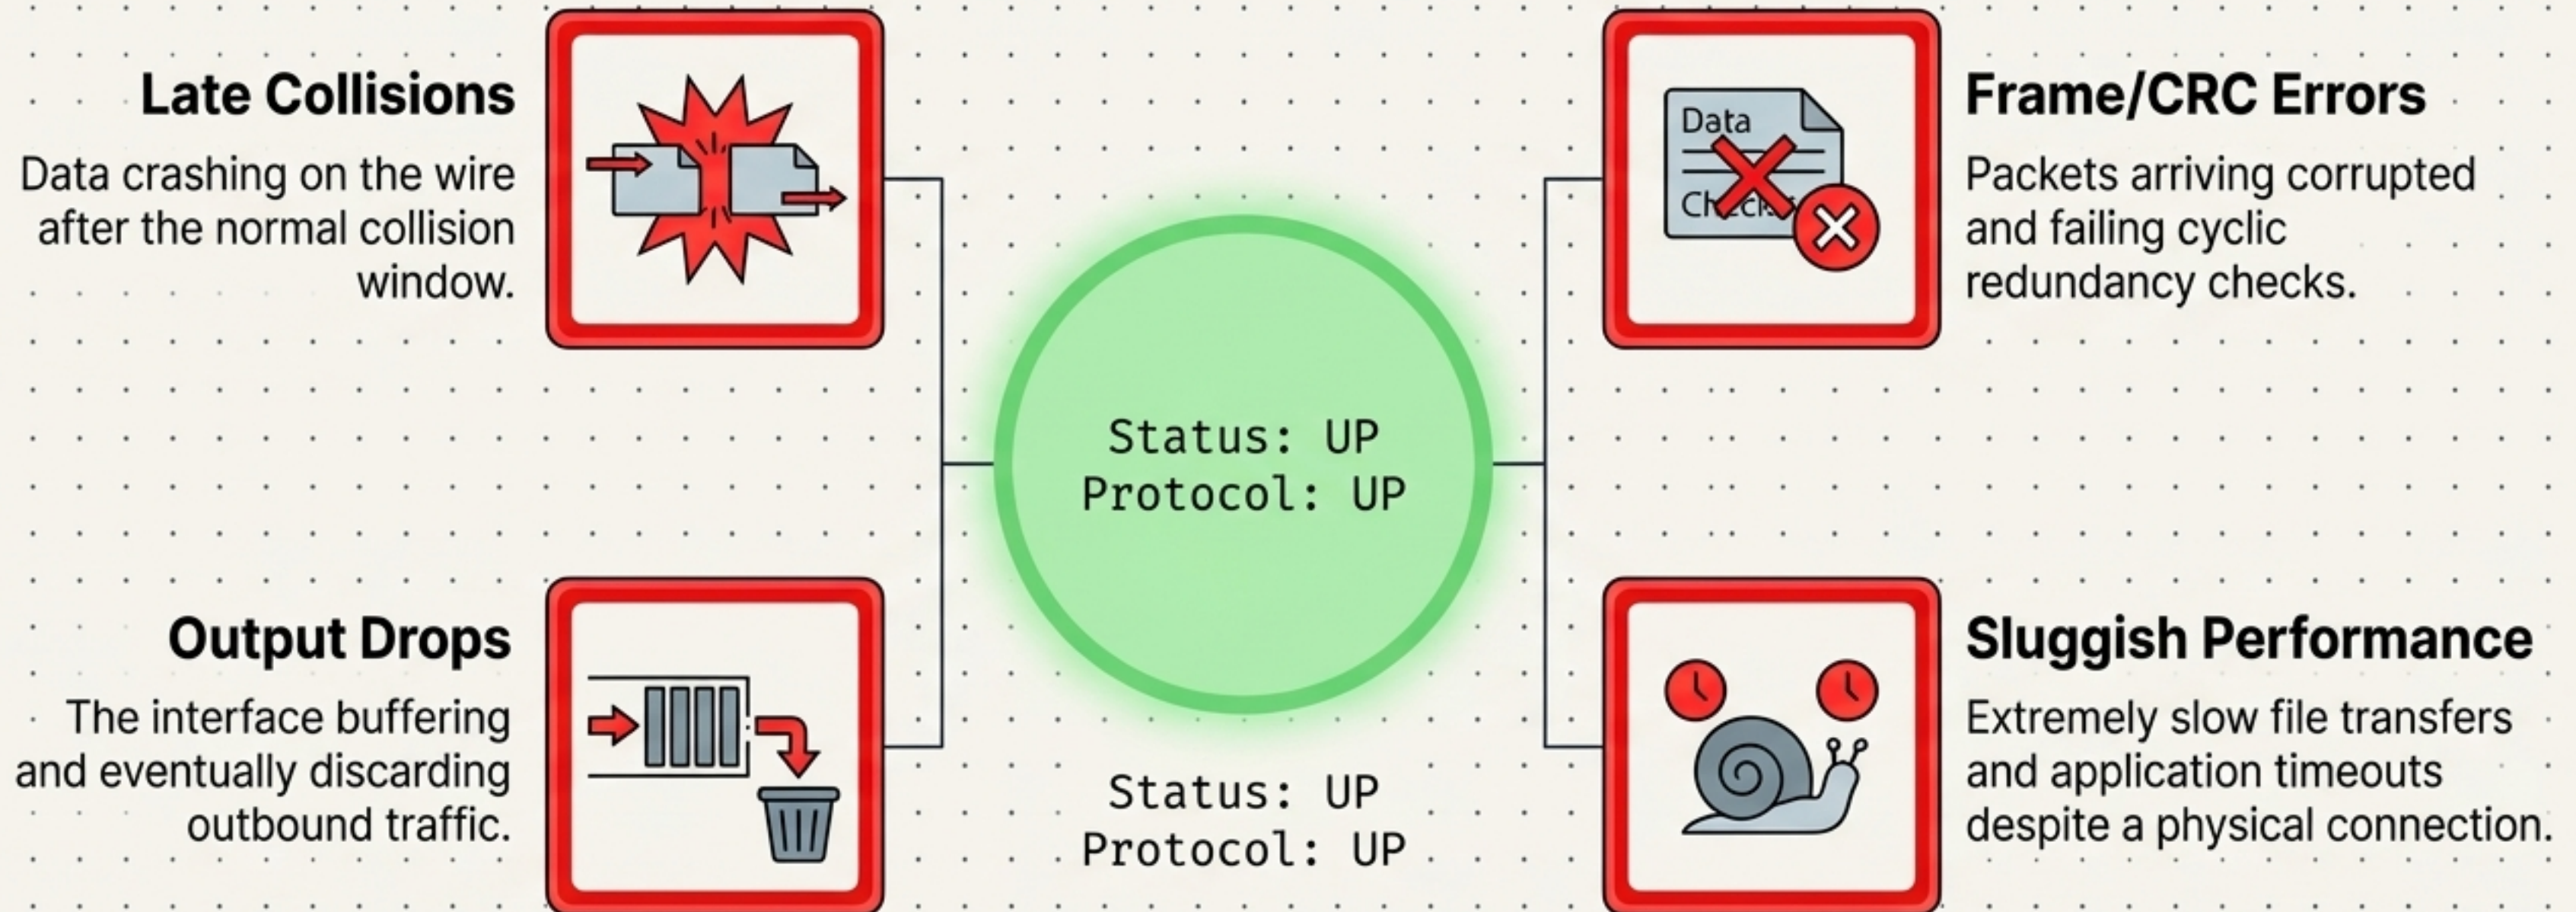 Late Collisions
Data crashing on the wire
after the normal collision
window.
Data
Frame/CRC Errors
Packets arriving corrupted
and failing cyclic
redundancy checks.
Status: UP
Protocol: UP
Output Drops
The interface buffering
and eventually discarding
outbound traffic.
Status: UP
Protocol: UP
Sluggish Performance
Extremely slow file transfers
and application timeouts
despite a physical connection.